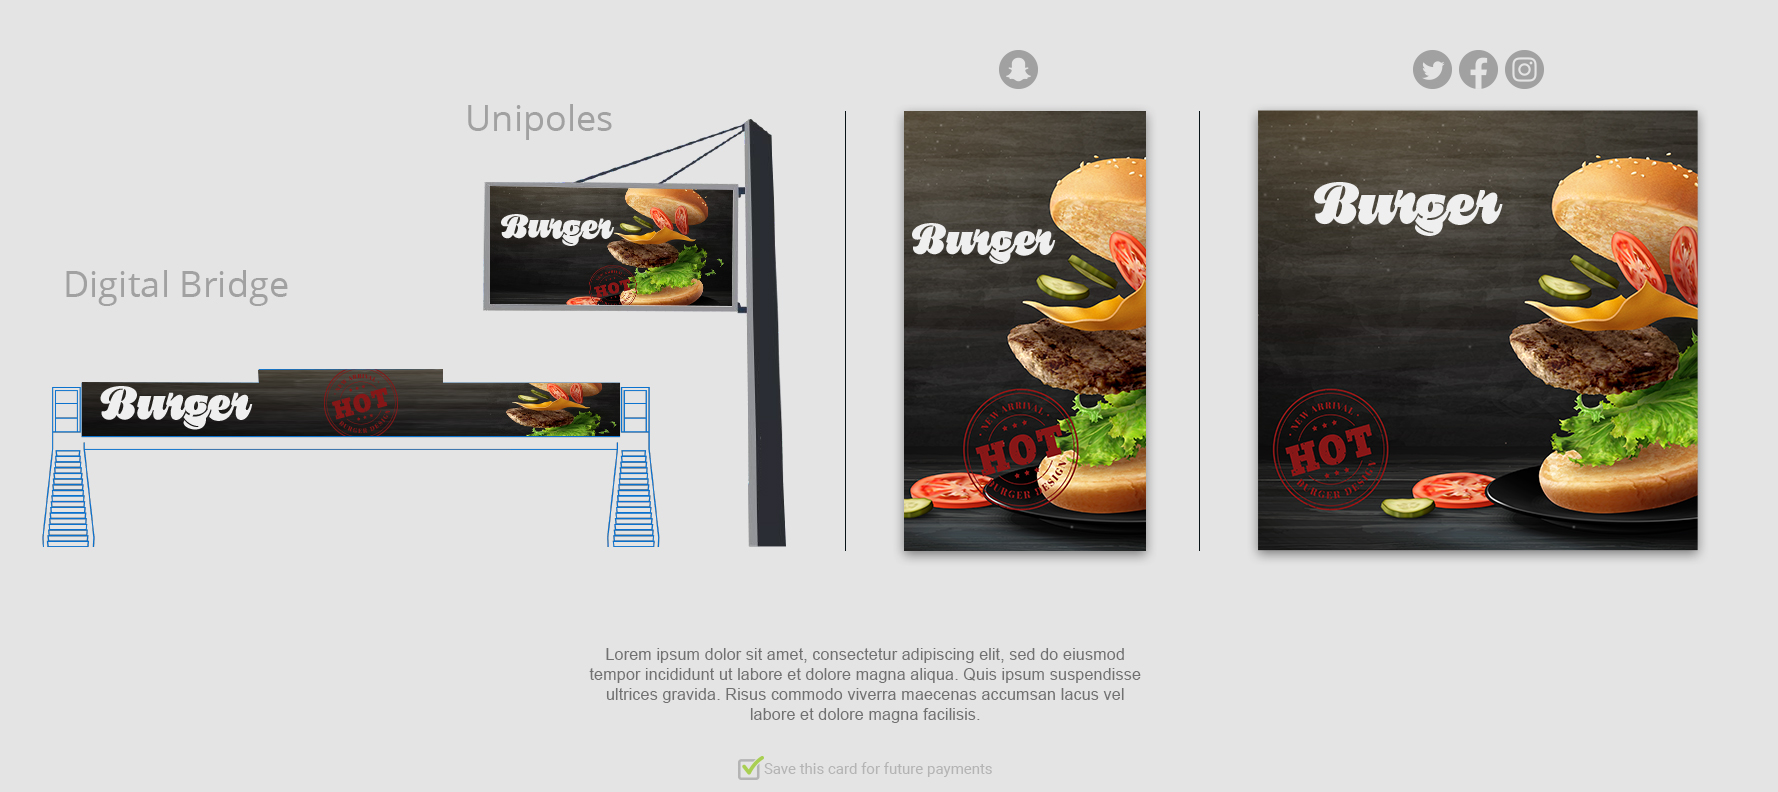 Unipoles
Digital Bridge
Burger
HOT
Burger
HOT
BURGER DESIGN
Burger
NEW ARRIVAL
HOT
BURGER DESIGN
Burger
NEW ARRIVAL
HOT
BURGER DESIGN
Lorem ipsum dolor sit amet, consectetur adipiscing elit, sed do eiusmod
tempor incididunt ut labore et dolore magna aliqua. Quis ipsum suspendisse
ultrices gravida. Risus commodo viverra maecenas accumsan lacus vel
labore et dolore magna facilisis.
Save this card for future payments